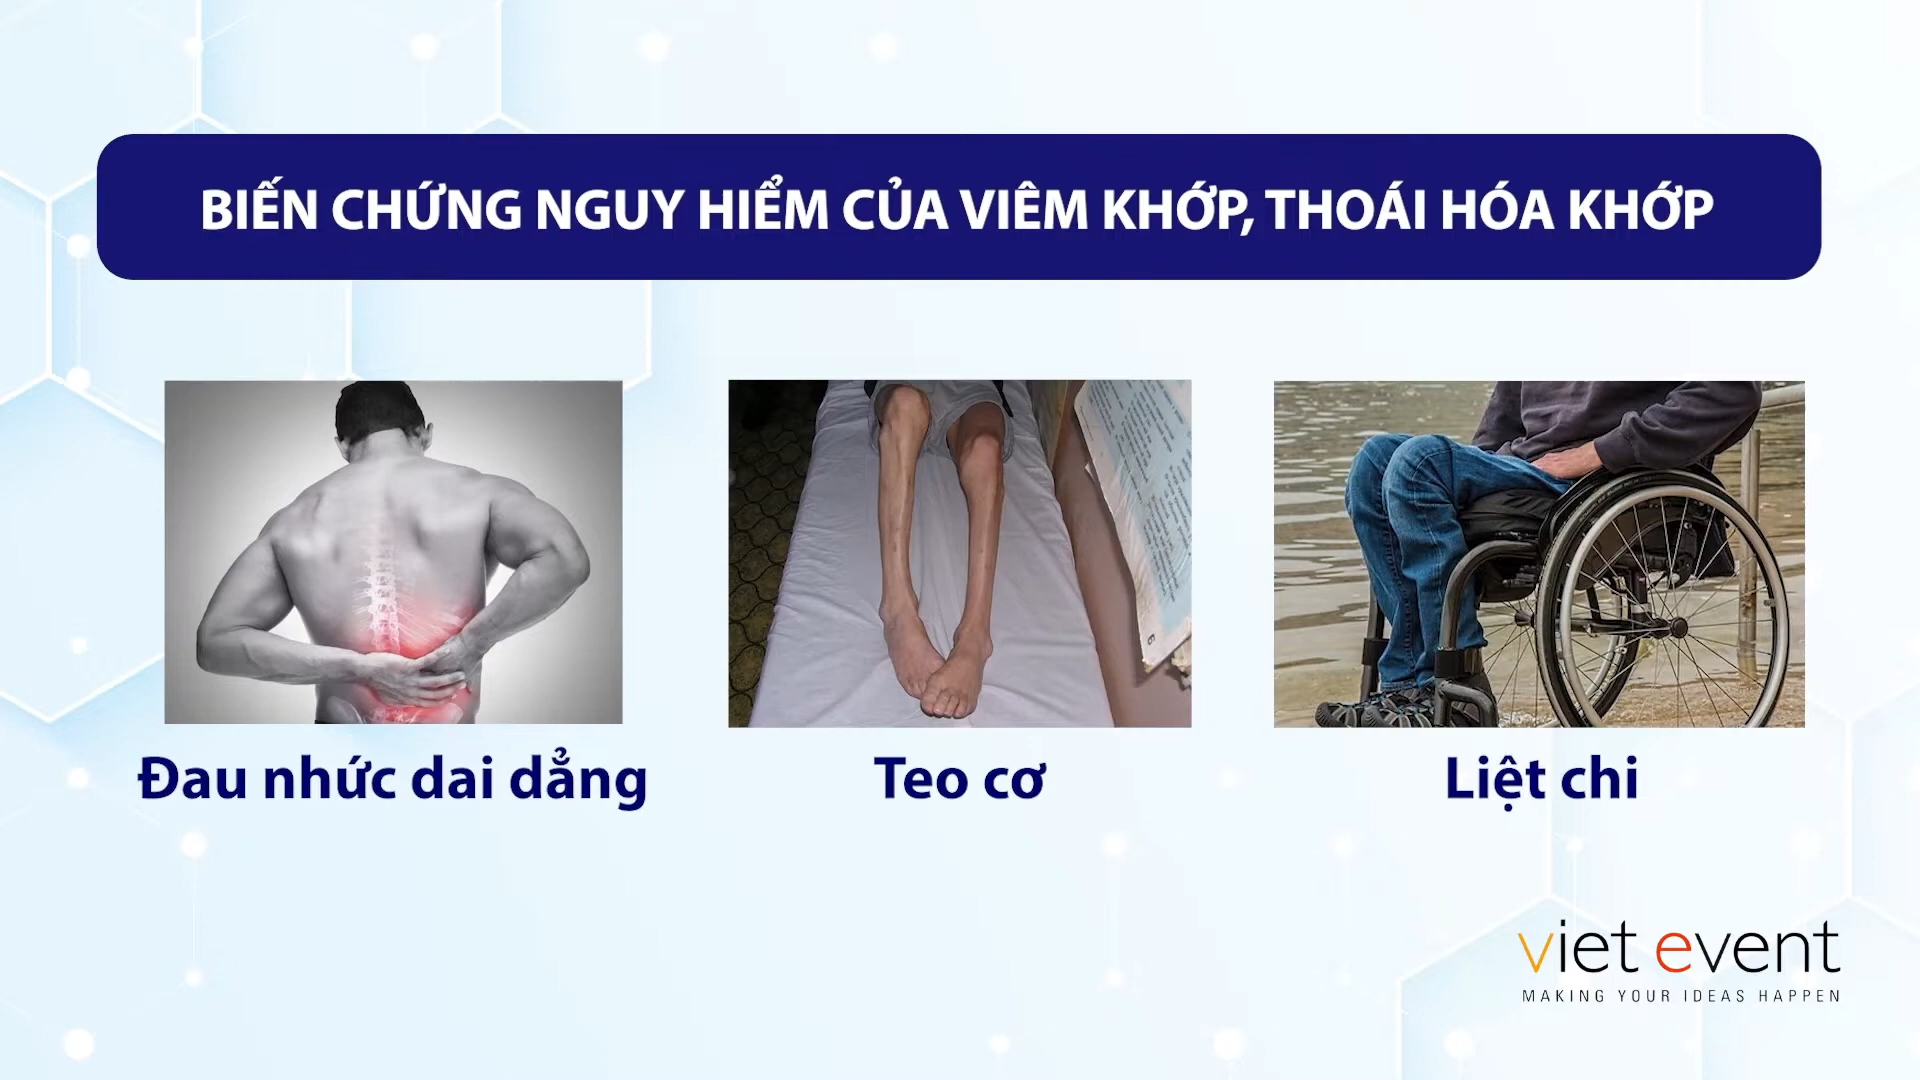 BIẾN CHỨNG NGUY HIỂM CỦA VIÊM KHỚP, THOÁI HÓA KHỚP
Đau nhức dai dẳng
Teo cơ
Liệt chi
viet event
MAKING YOUR IDEAS HAPPEN